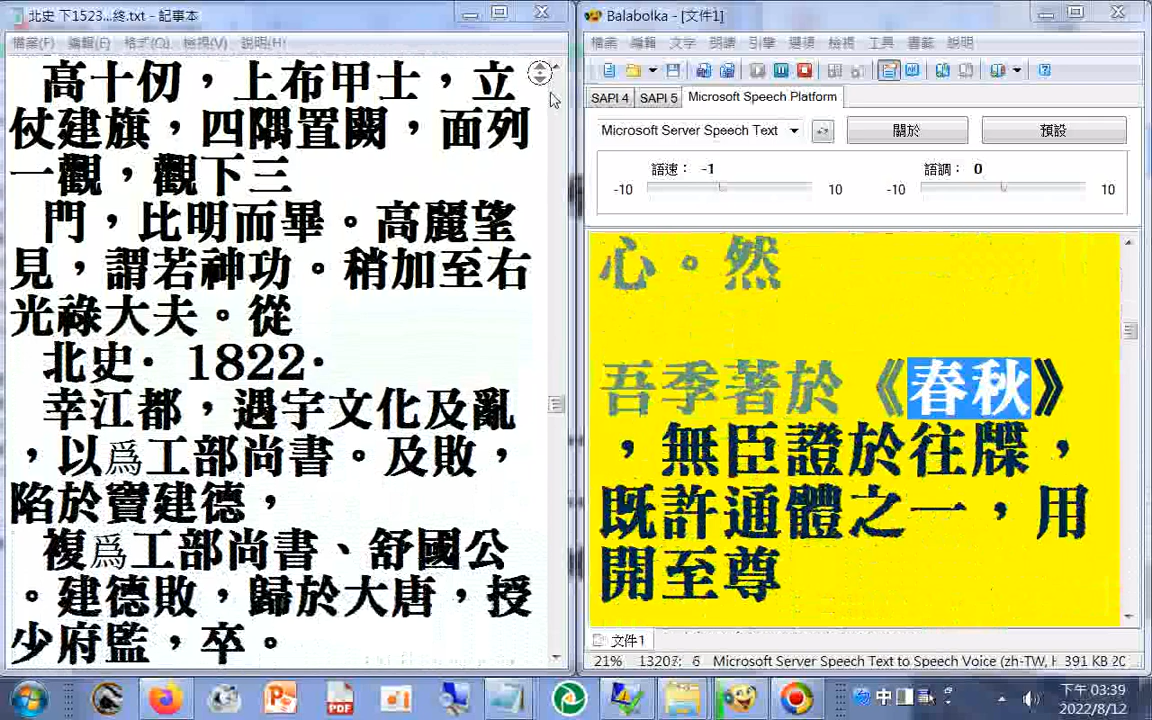 北史 下1523...終.txt - 記事本
檔案(F) 編輯(E) 格式(O) 檢視(V) 說明(H)
高十仞，上布甲士，立
仗建旗，四隅置闕，面列
一觀，觀下三
門，比明而畢。高麗望
見，謂若神功。稍加至右
光祿大夫。從
北史· 1822·
幸江都，遇宇文化及亂
，以爲工部尚書。及敗，
陷於竇建德，
複爲工部尚書、舒國公
。建德敗，歸於大唐，授
少府監，卒。
Balabolka - [文件1]
檔案 編輯 文字 朗讀 引擎 選項 檢視 工具 書籤 說明
SAPI 4 SAPI 5 Microsoft Speech Platform
Microsoft Server Speech Text 關於 預設
語速： -1 語調： 0
-10 10 -10 10
心。然
吾季著於《春秋》
，無臣證於往牒，
既許通體之一，用
開至尊
文件1
21% 13207: 6 Microsoft Server Speech Text to Speech Voice (zh-TW, H 391 KB 20
中
下午 03:39
2022/8/12